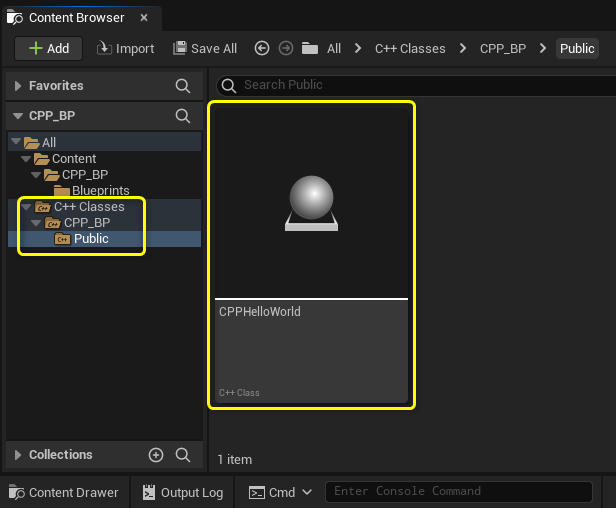 Content Browser
Add
Import
Save All
All
C++ Classes
CPP_BP
Public
Favorites
Search Public
CPP_BP
All
Content
CPP_BP
Blueprints
C++ Classes
CPP_BP
Public
CPPHelloWorld
C++ Class
Collections
1 item
Content Drawer
Output Log
Cmd
Enter Console Command